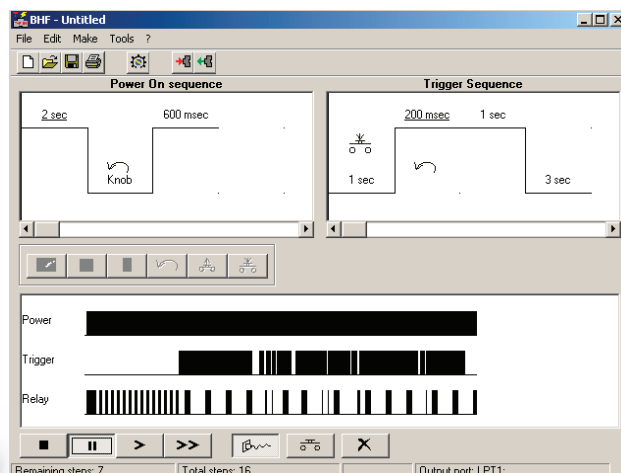 BHF - Untitled
File Edit Make Tools ?
Power On sequence
Trigger Sequence
2 sec
600 msec
Knob
200 msec
1 sec
1 sec
3 sec
Power
Trigger
Relay
Remaining steps: 7
Total steps: 16
Output port: LPT1: